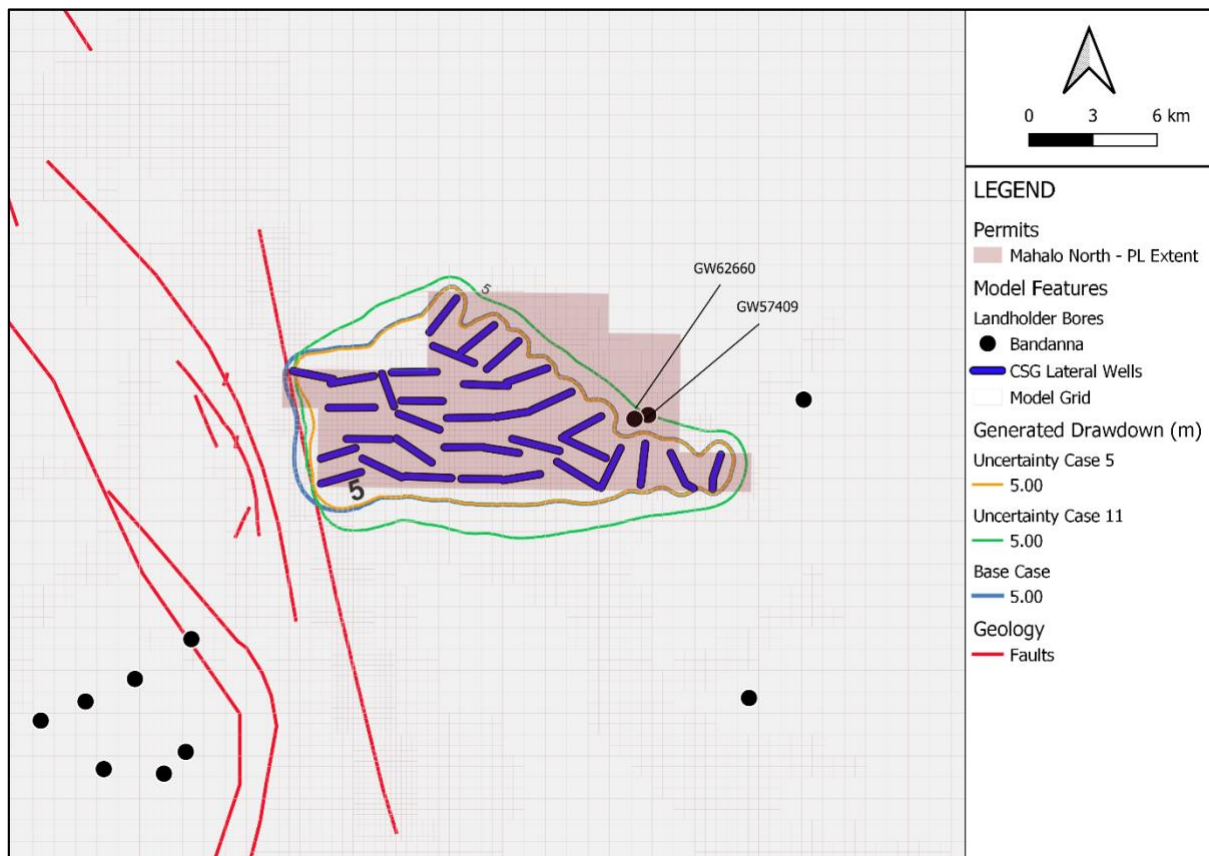 GW62660
GW57409
5
5
0 3 6 km
LEGEND
Permits
Mahalo North - PL Extent
Model Features
Landholder Bores
Bandanna
CSG Lateral Wells
Model Grid
Generated Drawdown (m)
Uncertainty Case 5
5.00
Uncertainty Case 11
5.00
Base Case
5.00
Geology
Faults